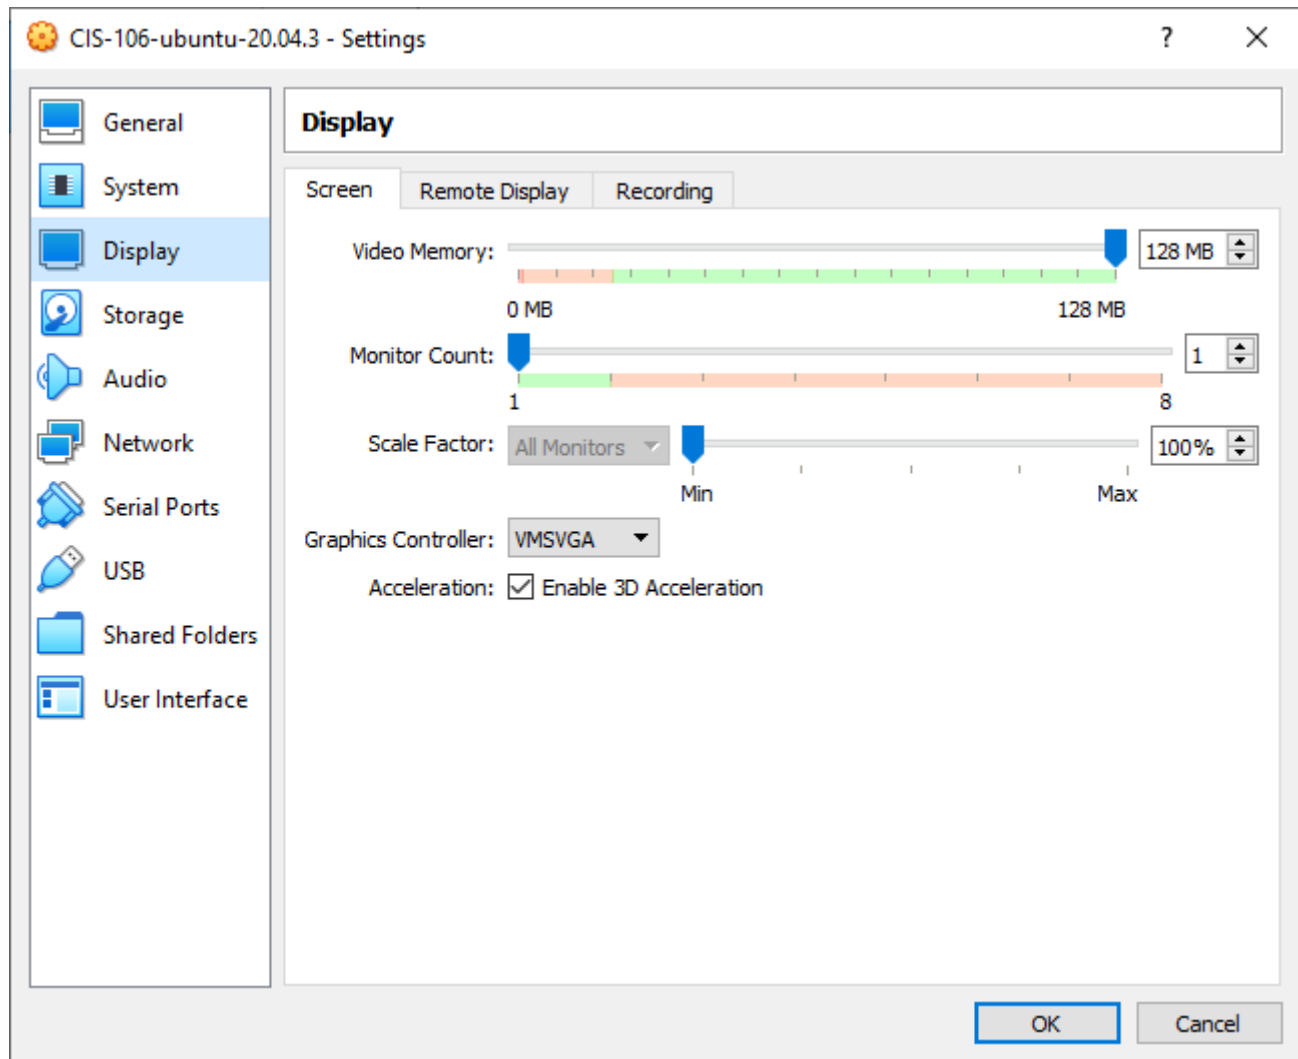 CIS-106-ubuntu-20.04.3 - Settings
?
General
System
Display
Storage
Audio
Network
Serial Ports
USB
Shared Folders
User Interface
Display
Screen Remote Display Recording
Video Memory: 128 MB
0 MB 128 MB
Monitor Count: 1
1 8
Scale Factor: All Monitors 100%
Min Max
Graphics Controller: VMSVGA
Acceleration: Enable 3D Acceleration
OK Cancel